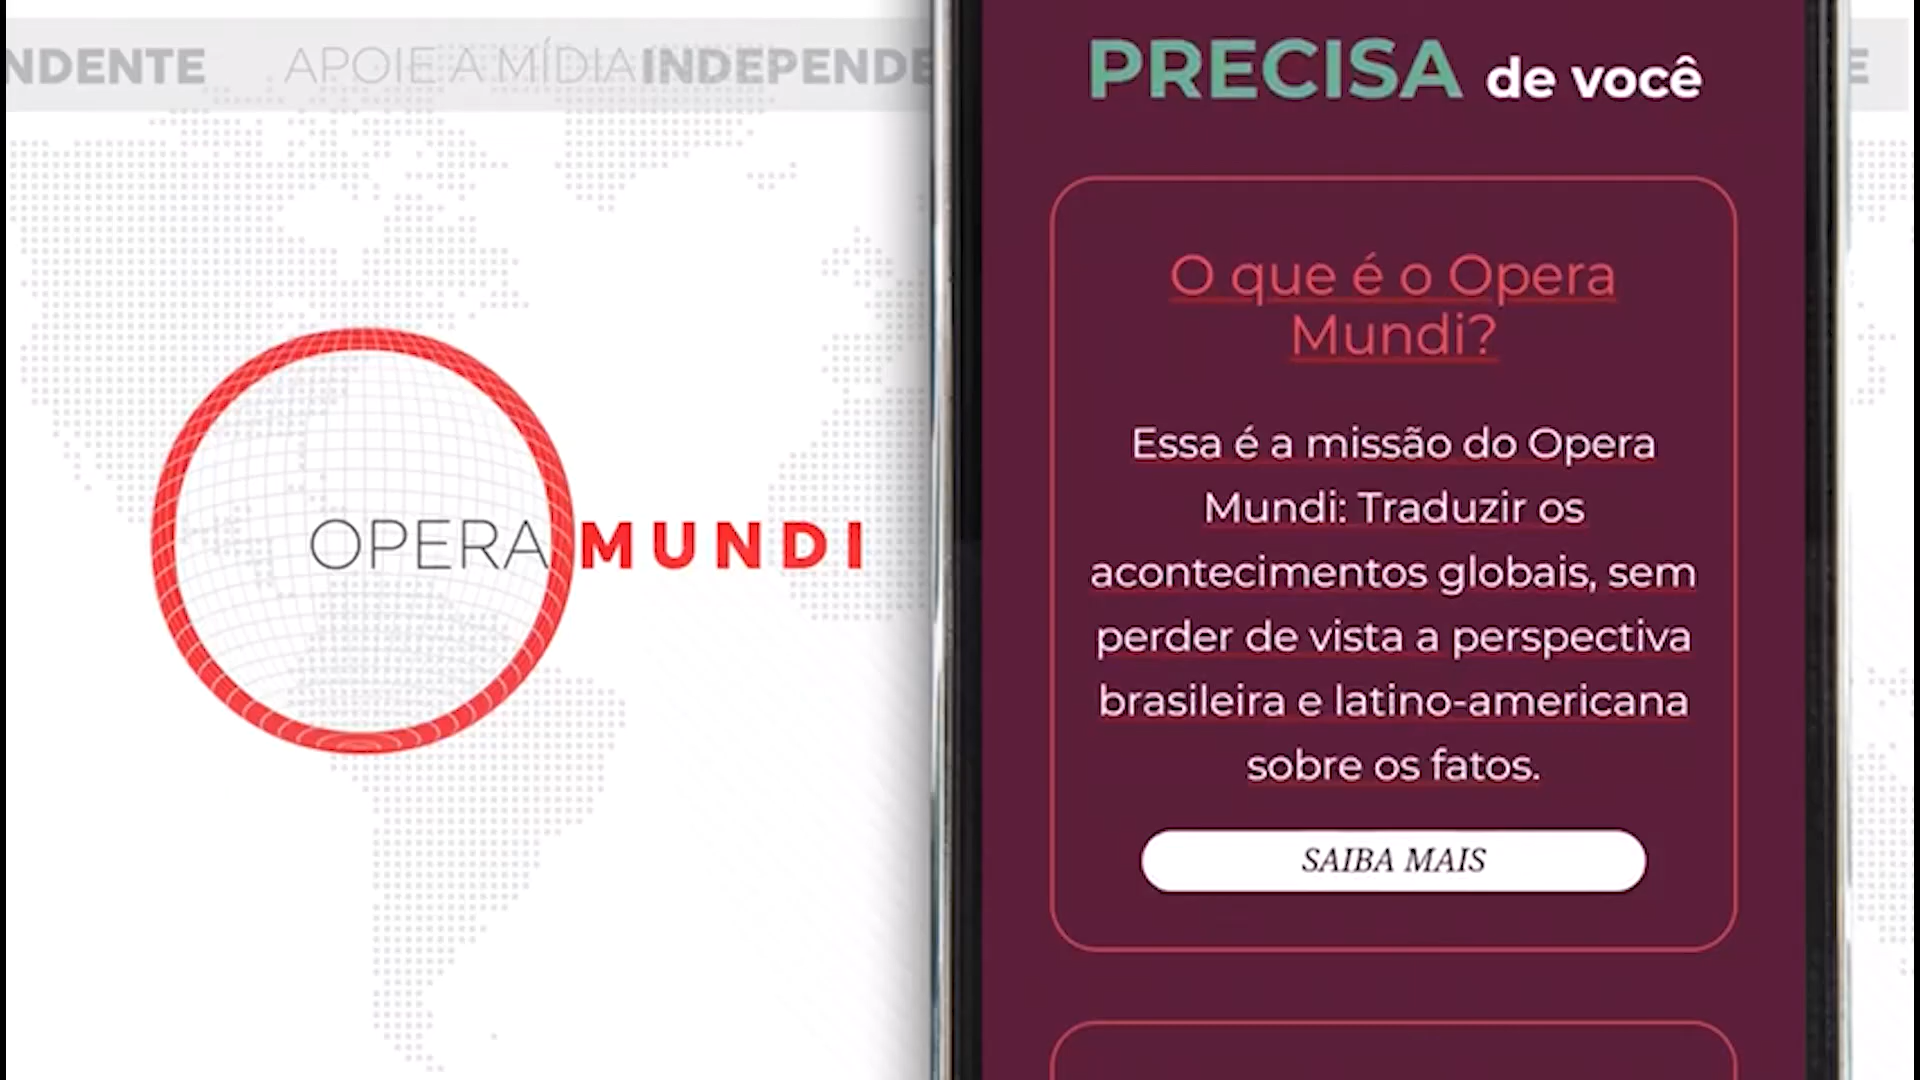 NDENTE APOIE A MÍDIA INDEPENDE E
PRECISA de você
O que é o Opera
Mundi?
Essa é a missão do Opera
Mundi: Traduzir os
acontecimentos globais, sem
perder de vista a perspectiva
brasileira e latino-americana
sobre os fatos.
SAIBA MAIS
OPERA MUNDI